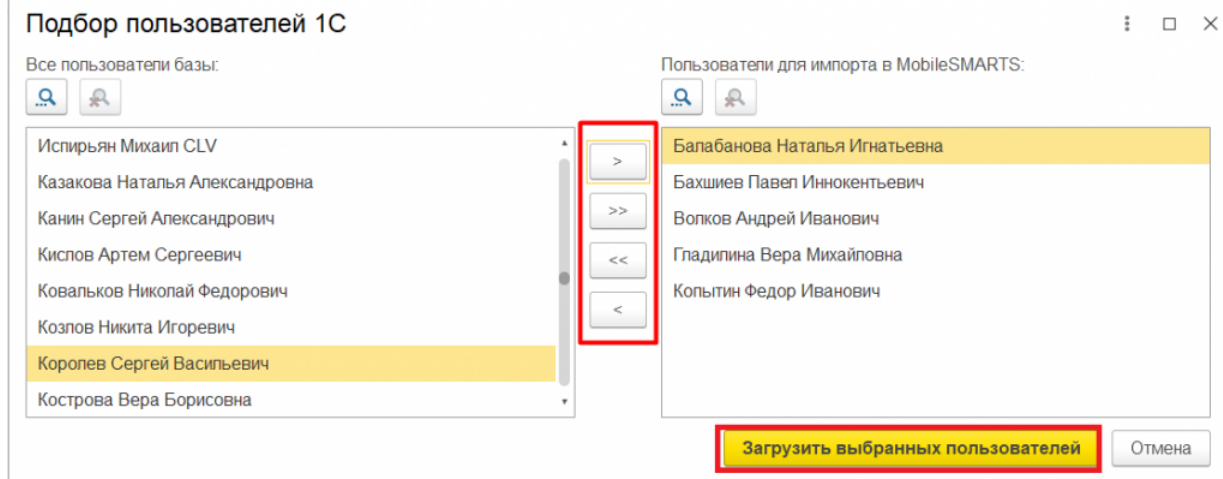 Подбор пользователей 1С
Все пользователи базы:
Испирьян Михаил CLV
Казакова Наталья Александровна
Канин Сергей Александрович
Кислов Артем Сергеевич
Ковальков Николай Федорович
Козлов Никита Игоревич
Королев Сергей Васильевич
Кострова Вера Борисовна
>
>>
<<
<
Пользователи для импорта в MobileSMARTS:
Балабанова Наталья Игнатьевна
Бахшиев Павел Иннокентьевич
Волков Андрей Иванович
Гладилина Вера Михайловна
Копытин Федор Иванович
Загрузить выбранных пользователей
Отмена